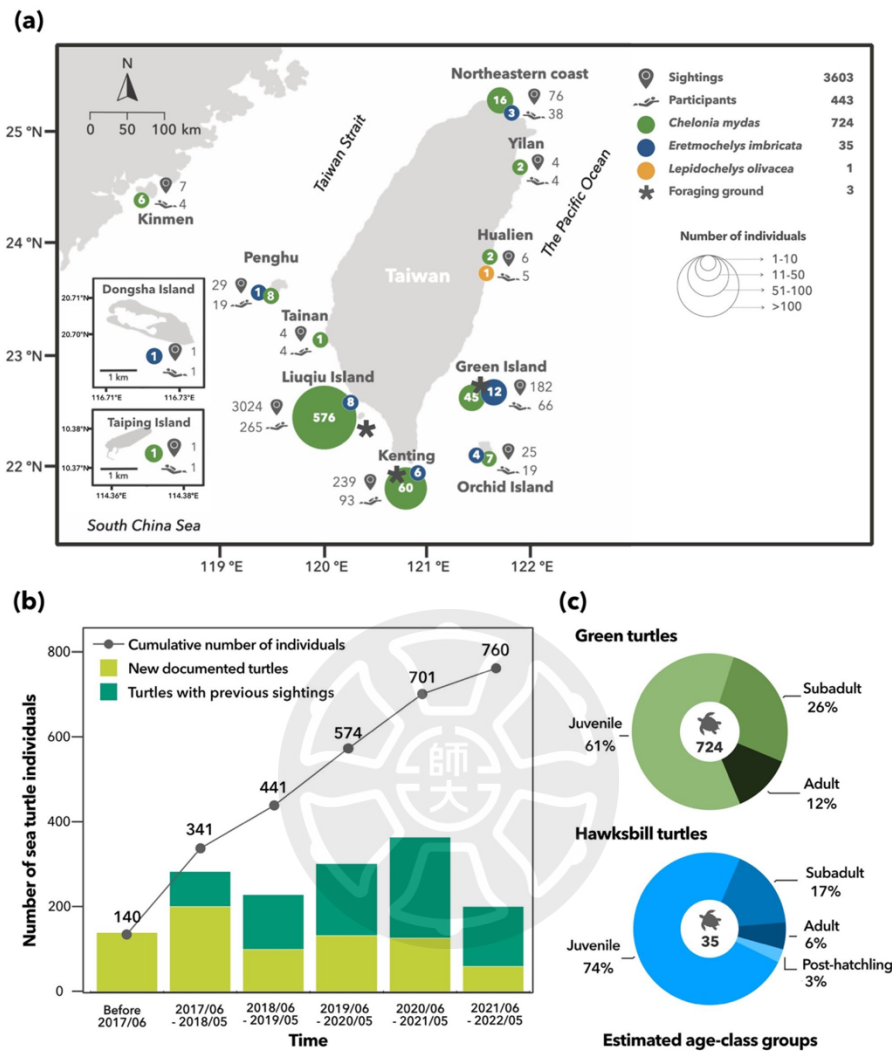 (a)
N
0 50 100 km
25°N
24°N
23°N
22°N
119°E
120 °E
121 °E
122 °E
Taiwan Strait
The Pacific Ocean
South China Sea
Taiwan
Northeastern coast
16
3
76
38
Yilan
2
4
4
Kinmen
6
7
4
Hualien
2
1
6
5
Penghu
29
19
1
8
Tainan
4
4
1
Liuqiu Island
3024
265
576
8
Green Island
45
12
182
66
Kenting
239
93
60
6
Orchid Island
4
7
25
19
Dongsha Island
20.71°N
20.70°N
1
1
1
1 km
116.71°E 116.73°E
Taiping Island
10.38°N
10.37°N
1
1
1
1 km
114.36°E 114.38°E
Sightings 3603
Participants 443
Chelonia mydas 724
Eretmochelys imbricata 35
Lepidochelys olivacea 1
Foraging ground 3
Number of individuals
1-10
11-50
51-100
>100
(b)
Number of sea turtle individuals
800
600
400
200
0
Cumulative number of individuals
New documented turtles
Turtles with previous sightings
140
341
441
574
701
760
Before 2017/06
2017/06 - 2018/05
2018/06 - 2019/05
2019/06 - 2020/05
2020/06 - 2021/05
2021/06 - 2022/05
Time
師大
(c)
Green turtles
Juvenile
61%
Subadult
26%
Adult
12%
724
Hawksbill turtles
Juvenile
74%
Subadult
17%
Adult
6%
Post-hatchling
3%
35
Estimated age-class groups